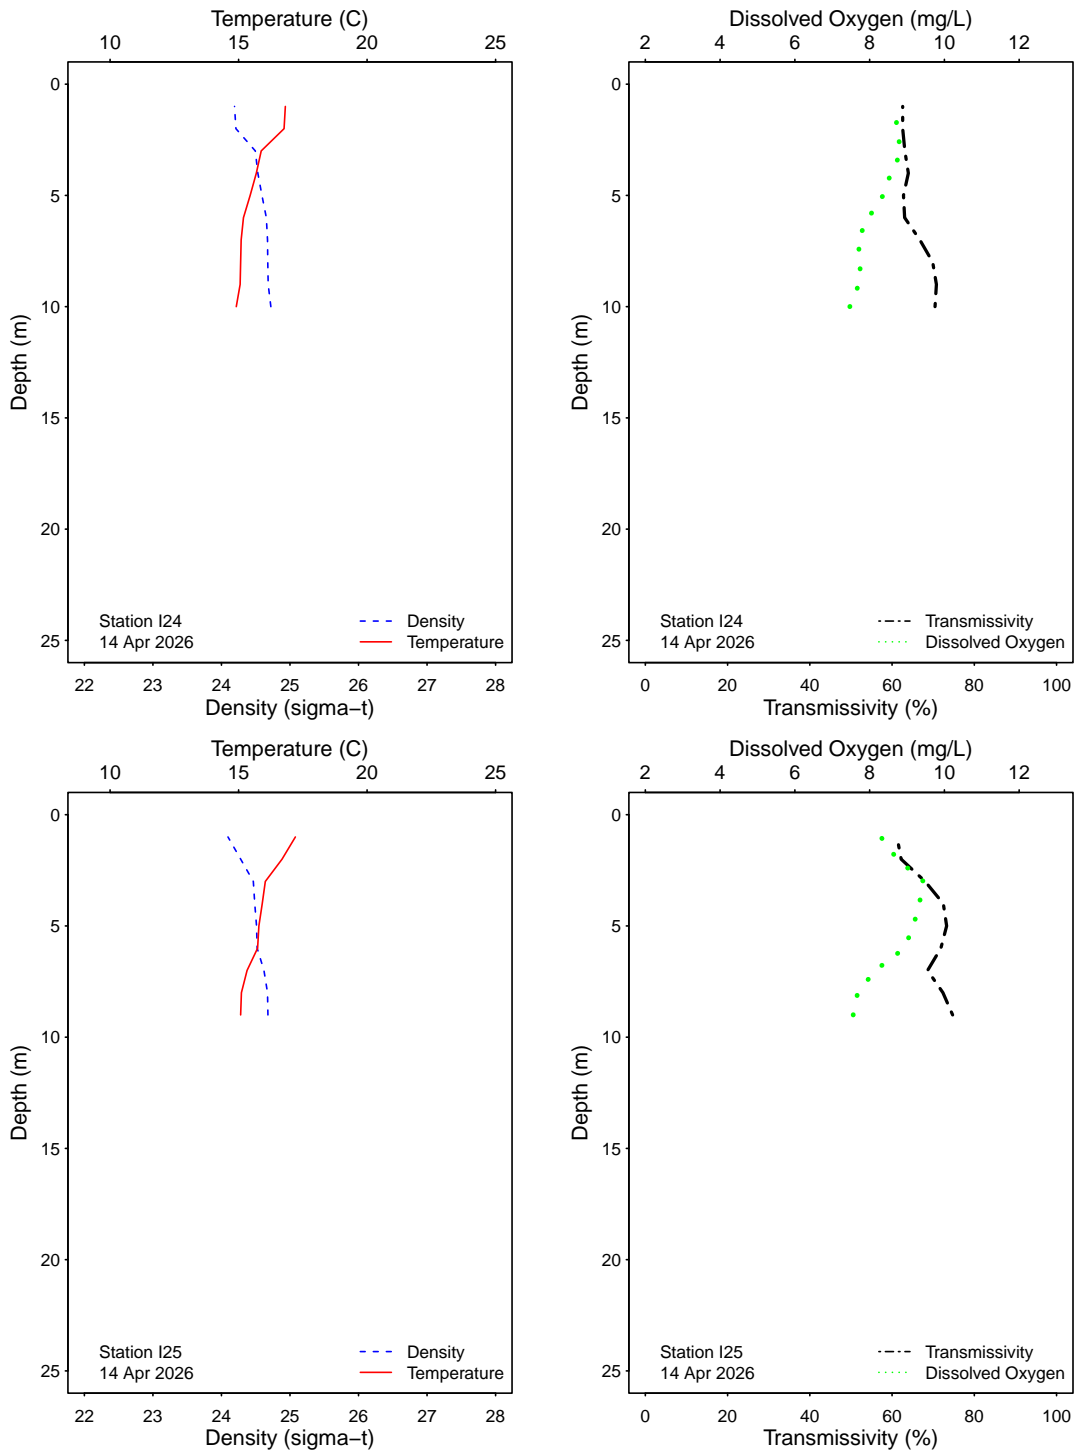 Temperature (C)
10 15 20 25
0
5
10
15
20
25
Depth (m)
Station I24
14 Apr 2026
Density
Temperature
22 23 24 25 26 27 28
Density (sigma−t)
Dissolved Oxygen (mg/L)
2 4 6 8 10 12
0
5
10
15
20
25
Depth (m)
Station I24
14 Apr 2026
Transmissivity
Dissolved Oxygen
0 20 40 60 80 100
Transmissivity (%)
Temperature (C)
10 15 20 25
0
5
10
15
20
25
Depth (m)
Station I25
14 Apr 2026
Density
Temperature
22 23 24 25 26 27 28
Density (sigma−t)
Dissolved Oxygen (mg/L)
2 4 6 8 10 12
0
5
10
15
20
25
Depth (m)
Station I25
14 Apr 2026
Transmissivity
Dissolved Oxygen
0 20 40 60 80 100
Transmissivity (%)